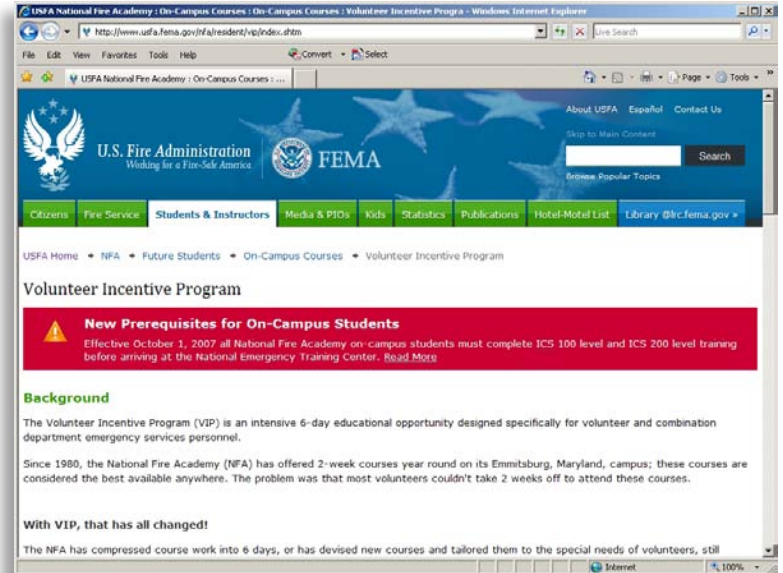 USFA National Fire Academy : On-Campus Courses : On-Campus Courses : Volunteer Incentive Progra - Windows Internet Explorer
http://www.usfa.fema.gov/nfa/resident/vip/index.shtm
Live Search
File Edit View Favorites Tools Help
Convert
Select
USFA National Fire Academy : On-Campus Courses : ...
Page Tools
About USFA Español Contact Us
Skip to Main Content
U.S. Fire Administration
Working for a Fire-Safe America
FEMA
Search
Browse Popular Topics
Citizens Fire Service Students & Instructors Media & PIOs Kids Statistics Publications Hotel-Motel List Library @lrc.fema.gov »
USFA Home NFA Future Students On-Campus Courses Volunteer Incentive Program
Volunteer Incentive Program
New Prerequisites for On-Campus Students
Effective October 1, 2007 all National Fire Academy on-campus students must complete ICS 100 level and ICS 200 level training
before arriving at the National Emergency Training Center. Read More
Background
The Volunteer Incentive Program (VIP) is an intensive 6-day educational opportunity designed specifically for volunteer and combination
department emergency services personnel.
Since 1980, the National Fire Academy (NFA) has offered 2-week courses year round on its Emmitsburg, Maryland, campus; these courses are
considered the best available anywhere. The problem was that most volunteers couldn't take 2 weeks off to attend these courses.
With VIP, that has all changed!
The NFA has compressed course work into 6 days, or has devised new courses and tailored them to the special needs of volunteers, still
Internet
100%